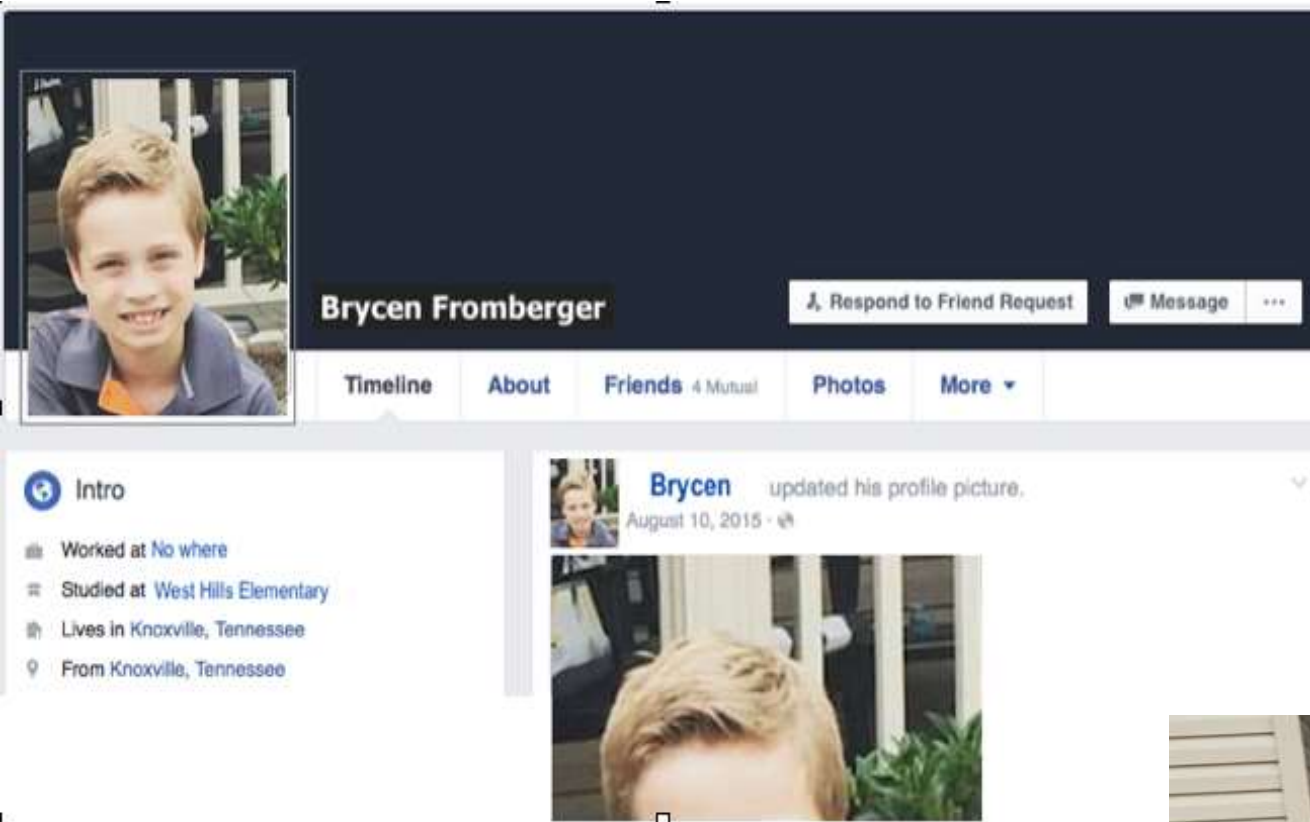 Brycen Fromberger
Respond to Friend Request
Message
...
Timeline
About
Friends 4 Mutual
Photos
More
Intro
Worked at No where
Studied at West Hills Elementary
Lives in Knoxville, Tennessee
From Knoxville, Tennessee
Brycen updated his profile picture.
August 10, 2015 ·